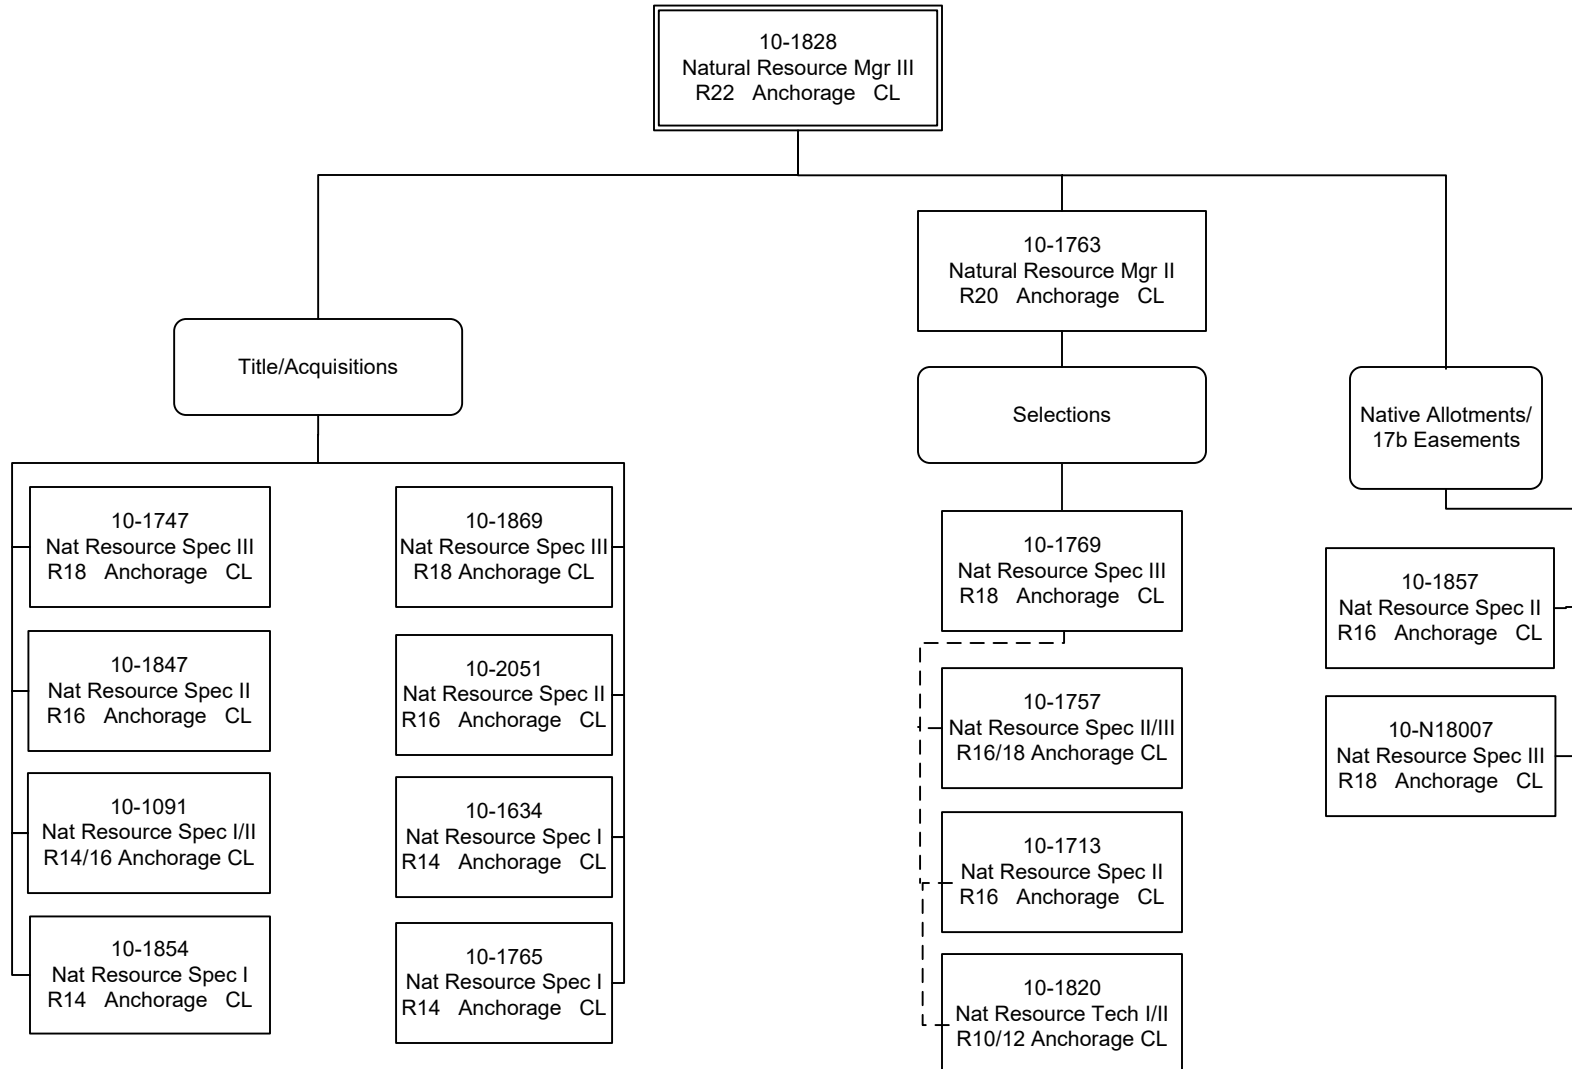 10-1828
Natural Resource Mgr III
R22 Anchorage CL
10-1763
Natural Resource Mgr II
R20 Anchorage CL
Title/Acquisitions
Selections
Native Allotments/
17b Easements
10-1747
Nat Resource Spec III
R18 Anchorage CL
10-1869
Nat Resource Spec III
R18 Anchorage CL
10-1769
Nat Resource Spec III
R18 Anchorage CL
10-1857
Nat Resource Spec II
R16 Anchorage CL
10-1847
Nat Resource Spec II
R16 Anchorage CL
10-2051
Nat Resource Spec II
R16 Anchorage CL
10-1757
Nat Resource Spec II/III
R16/18 Anchorage CL
10-N18007
Nat Resource Spec III
R18 Anchorage CL
10-1091
Nat Resource Spec I/II
R14/16 Anchorage CL
10-1634
Nat Resource Spec I
R14 Anchorage CL
10-1713
Nat Resource Spec II
R16 Anchorage CL
10-1854
Nat Resource Spec I
R14 Anchorage CL
10-1765
Nat Resource Spec I
R14 Anchorage CL
10-1820
Nat Resource Tech I/II
R10/12 Anchorage CL